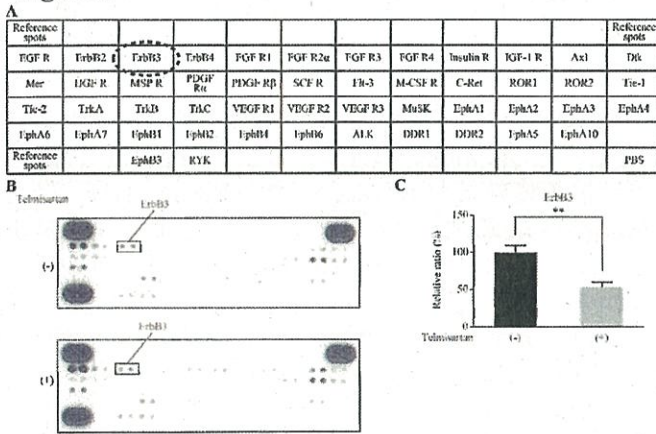 A
Reference spots Reference spots
EGF R ErbB2 ErbB3 ErbB4 FGF R1 FGF R2α FGF R3 FGF R4 Insulin R IGF-1 R Axl Dtk
Mer HGF R MSP R PDGF Rα PDGF Rβ SCF R Flt-3 M-CSF R C-Ret ROR1 ROR2 Tie-1
Tie-2 TrkA TrkB TrkC VEGF R1 VEGF R2 VEGF R3 MuSK EphA1 EphA2 EphA3 EphA4
EphA6 EphA7 EphB1 EphB2 EphB4 EphB6 ALK DDR1 DDR2 EphA5 EphA10
Reference spots EphB3 RYK PBS
B
Telmisartan
ErbB3
(-)
ErbB3
(+)
C
ErbB3
**
150
100
50
0
Relative ratio (%)
Telmisartan (-) (+)